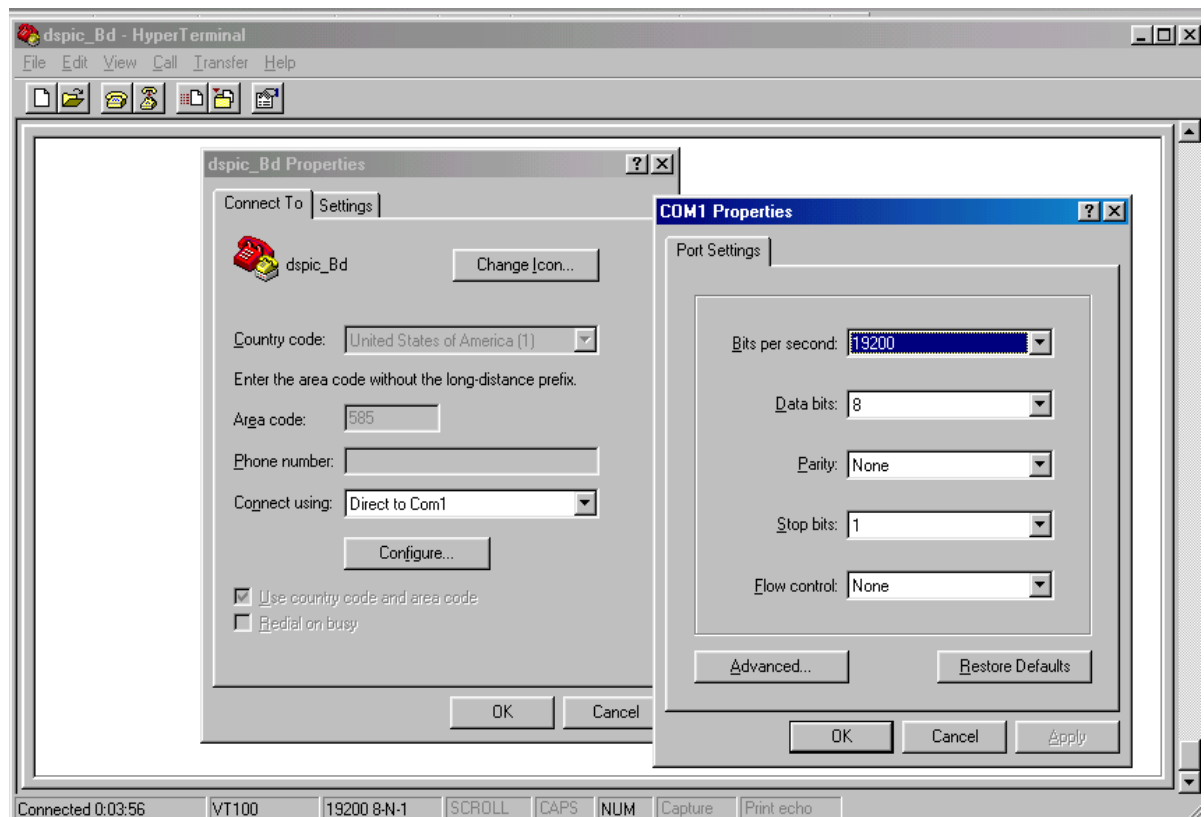 dspic_Bd - HyperTerminal
File Edit View Call Transfer Help
dspic_Bd Properties
Connect To Settings
dspic_Bd
Change Icon...
Country code: United States of America (1)
Enter the area code without the long-distance prefix.
Area code: 585
Phone number:
Connect using: Direct to Com1
Configure...
Use country code and area code
Redial on busy
OK Cancel
COM1 Properties
Port Settings
Bits per second: 19200
Data bits: 8
Parity: None
Stop bits: 1
Flow control: None
Advanced... Restore Defaults
OK Cancel Apply
Connected 0:03:56 VT100 19200 8-N-1 SCROLL CAPS NUM Capture Print echo